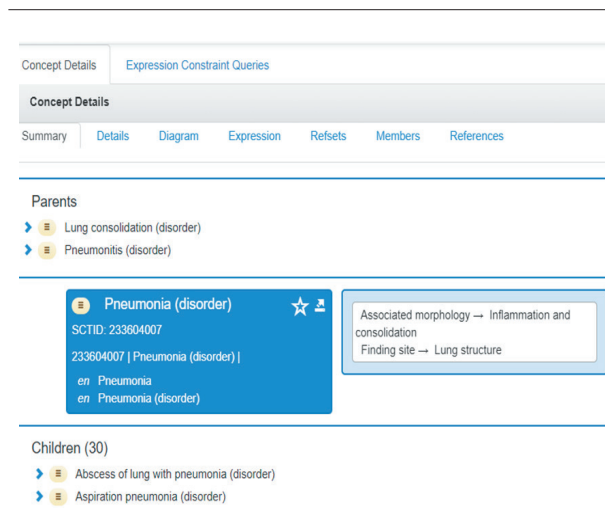 Concept Details Expression Constraint Queries
Concept Details
Summary Details Diagram Expression Refsets Members References
Parents
Lung consolidation (disorder)
Pneumonitis (disorder)
Pneumonia (disorder)
SCTID: 233604007
233604007 | Pneumonia (disorder) |
en Pneumonia
en Pneumonia (disorder)
Associated morphology → Inflammation and
consolidation
Finding site → Lung structure
Children (30)
Abscess of lung with pneumonia (disorder)
Aspiration pneumonia (disorder)